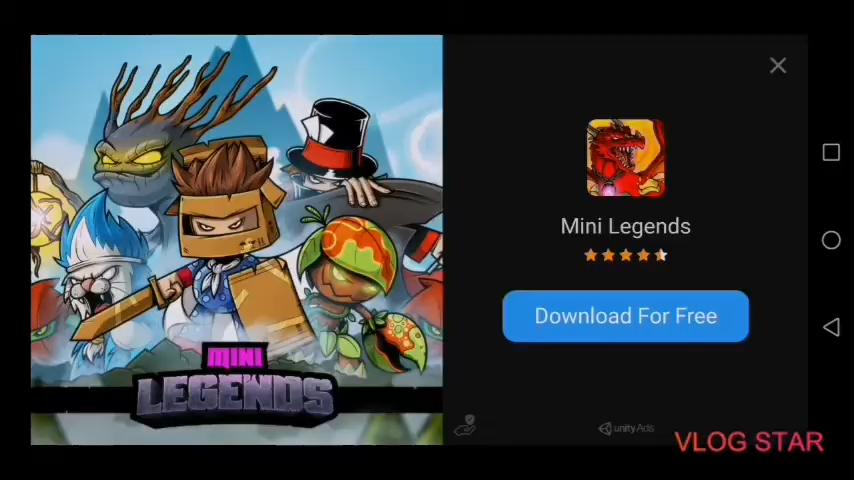 MINI
LEGENDS
Mini Legends
Download For Free
unity Ads
VLOG STAR